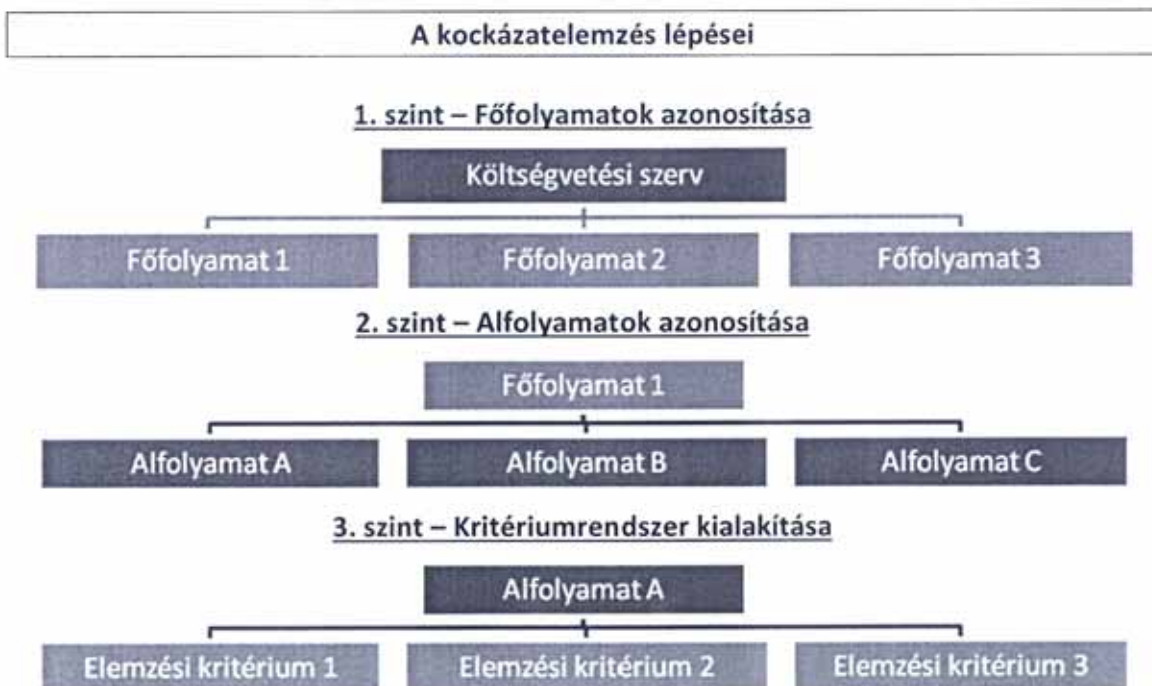 A kockázatelemzés lépései
1. szint – Főfolyamatok azonosítása
Költségvetési szerv
Főfolyamat 1 Főfolyamat 2 Főfolyamat 3
2. szint – Alfolyamatok azonosítása
Főfolyamat 1
Alfolyamat A Alfolyamat B Alfolyamat C
3. szint – Kritériumrendszer kialakítása
Alfolyamat A
Elemzési kritérium 1 Elemzési kritérium 2 Elemzési kritérium 3